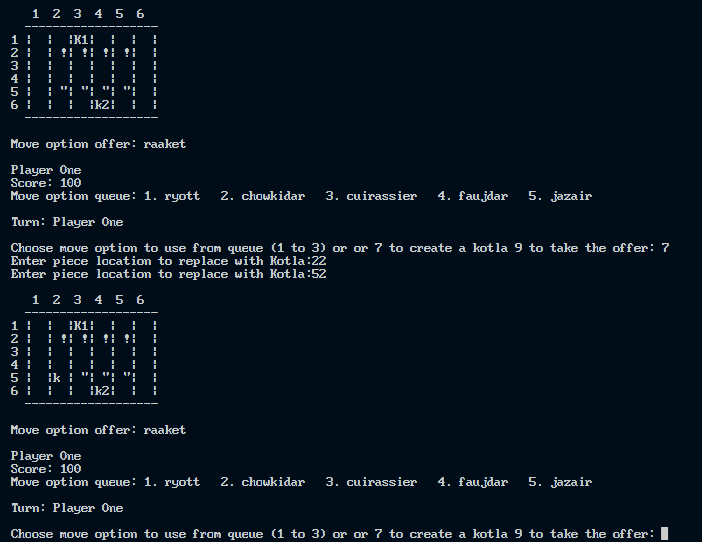 1  2  3  4  5  6
  -------------------
1 |  |  |K1|  |  |  |
2 |  | !| !| !| !|  |
3 |  |  |  |  |  |  |
4 |  |  |  |  |  |  |
5 |  | "| "| "| "|  |
6 |  |  |  |k2|  |  |
  -------------------
Move option offer: raaket
Player One
Score: 100
Move option queue: 1. ryott   2. chowkidar   3. cuirassier   4. faujdar   5. jazair
Turn: Player One
Choose move option to use from queue (1 to 3) or or 7 to create a kotla 9 to take the offer: 7
Enter piece location to replace with Kotla:22
Enter piece location to replace with Kotla:52
   1  2  3  4  5  6
  -------------------
1 |  |  |K1|  |  |  |
2 |  | !| !| !| !|  |
3 |  |  |  |  |  |  |
4 |  |  |  |  |  |  |
5 |  |k | "| "| "|  |
6 |  |  |  |k2|  |  |
  -------------------
Move option offer: raaket
Player One
Score: 100
Move option queue: 1. ryott   2. chowkidar   3. cuirassier   4. faujdar   5. jazair
Turn: Player One
Choose move option to use from queue (1 to 3) or or 7 to create a kotla 9 to take the offer: